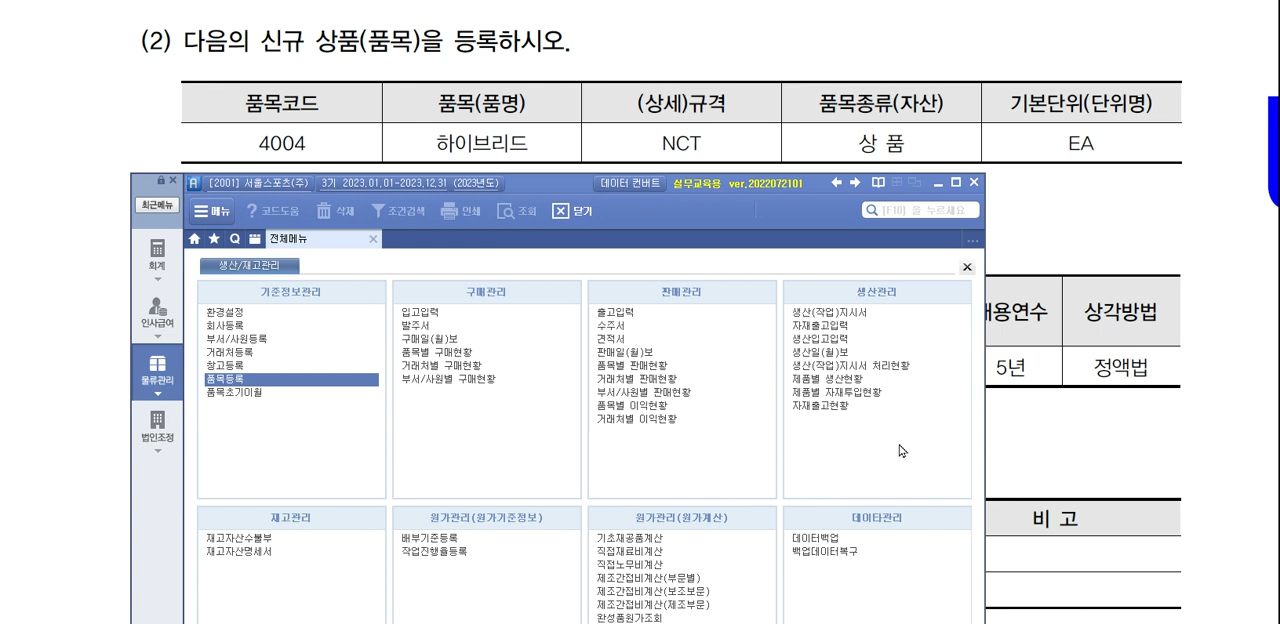 (2) 다음의 신규 상품(품목)을 등록하시오.
품목코드 품목(품명) (상세)규격 품목종류(자산) 기본단위(단위명)
4004 하이브리드 NCT 상 품 EA
[2001] 서울스포츠(주) 3기 2023.01.01-2023.12.31 (2023년도) 데이터 컨버트 실무교육용 ver.2022072101
최근메뉴
메뉴 코드도움 삭제 조건검색 인쇄 조회 닫기 [F10] 을 누르세요
전체메뉴
회계
인사급여
물류관리
법인조정
생산/재고관리
기준정보관리
환경설정
회사등록
부서/사원등록
거래처등록
창고등록
품목등록
품목초기이월
구매관리
입고입력
발주서
구매일(월)보
품목별 구매현황
거래처별 구매현황
부서/사원별 구매현황
판매관리
출고입력
수주서
견적서
판매일(월)보
품목별 판매현황
거래처별 판매현황
부서/사원별 판매현황
품목별 이익현황
거래처별 이익현황
생산관리
생산(작업)지시서
자재출고입력
생산입고입력
생산일(월)보
생산(작업)지시서 처리현황
제품별 생산현황
제품별 자재투입현황
자재출고현황
재고관리
재고자산수불부
재고자산명세서
원가관리(원가기준정보)
배부기준등록
작업진행율등록
원가관리(원가계산)
기초재공품계산
직접재료비계산
직접노무비계산
제조간접비계산(부문별)
제조간접비계산(보조부문)
제조간접비계산(제조부문)
완성품원가조회
데이타관리
데이터백업
백업데이터복구
내용연수 상각방법
5년 정액법
비 고